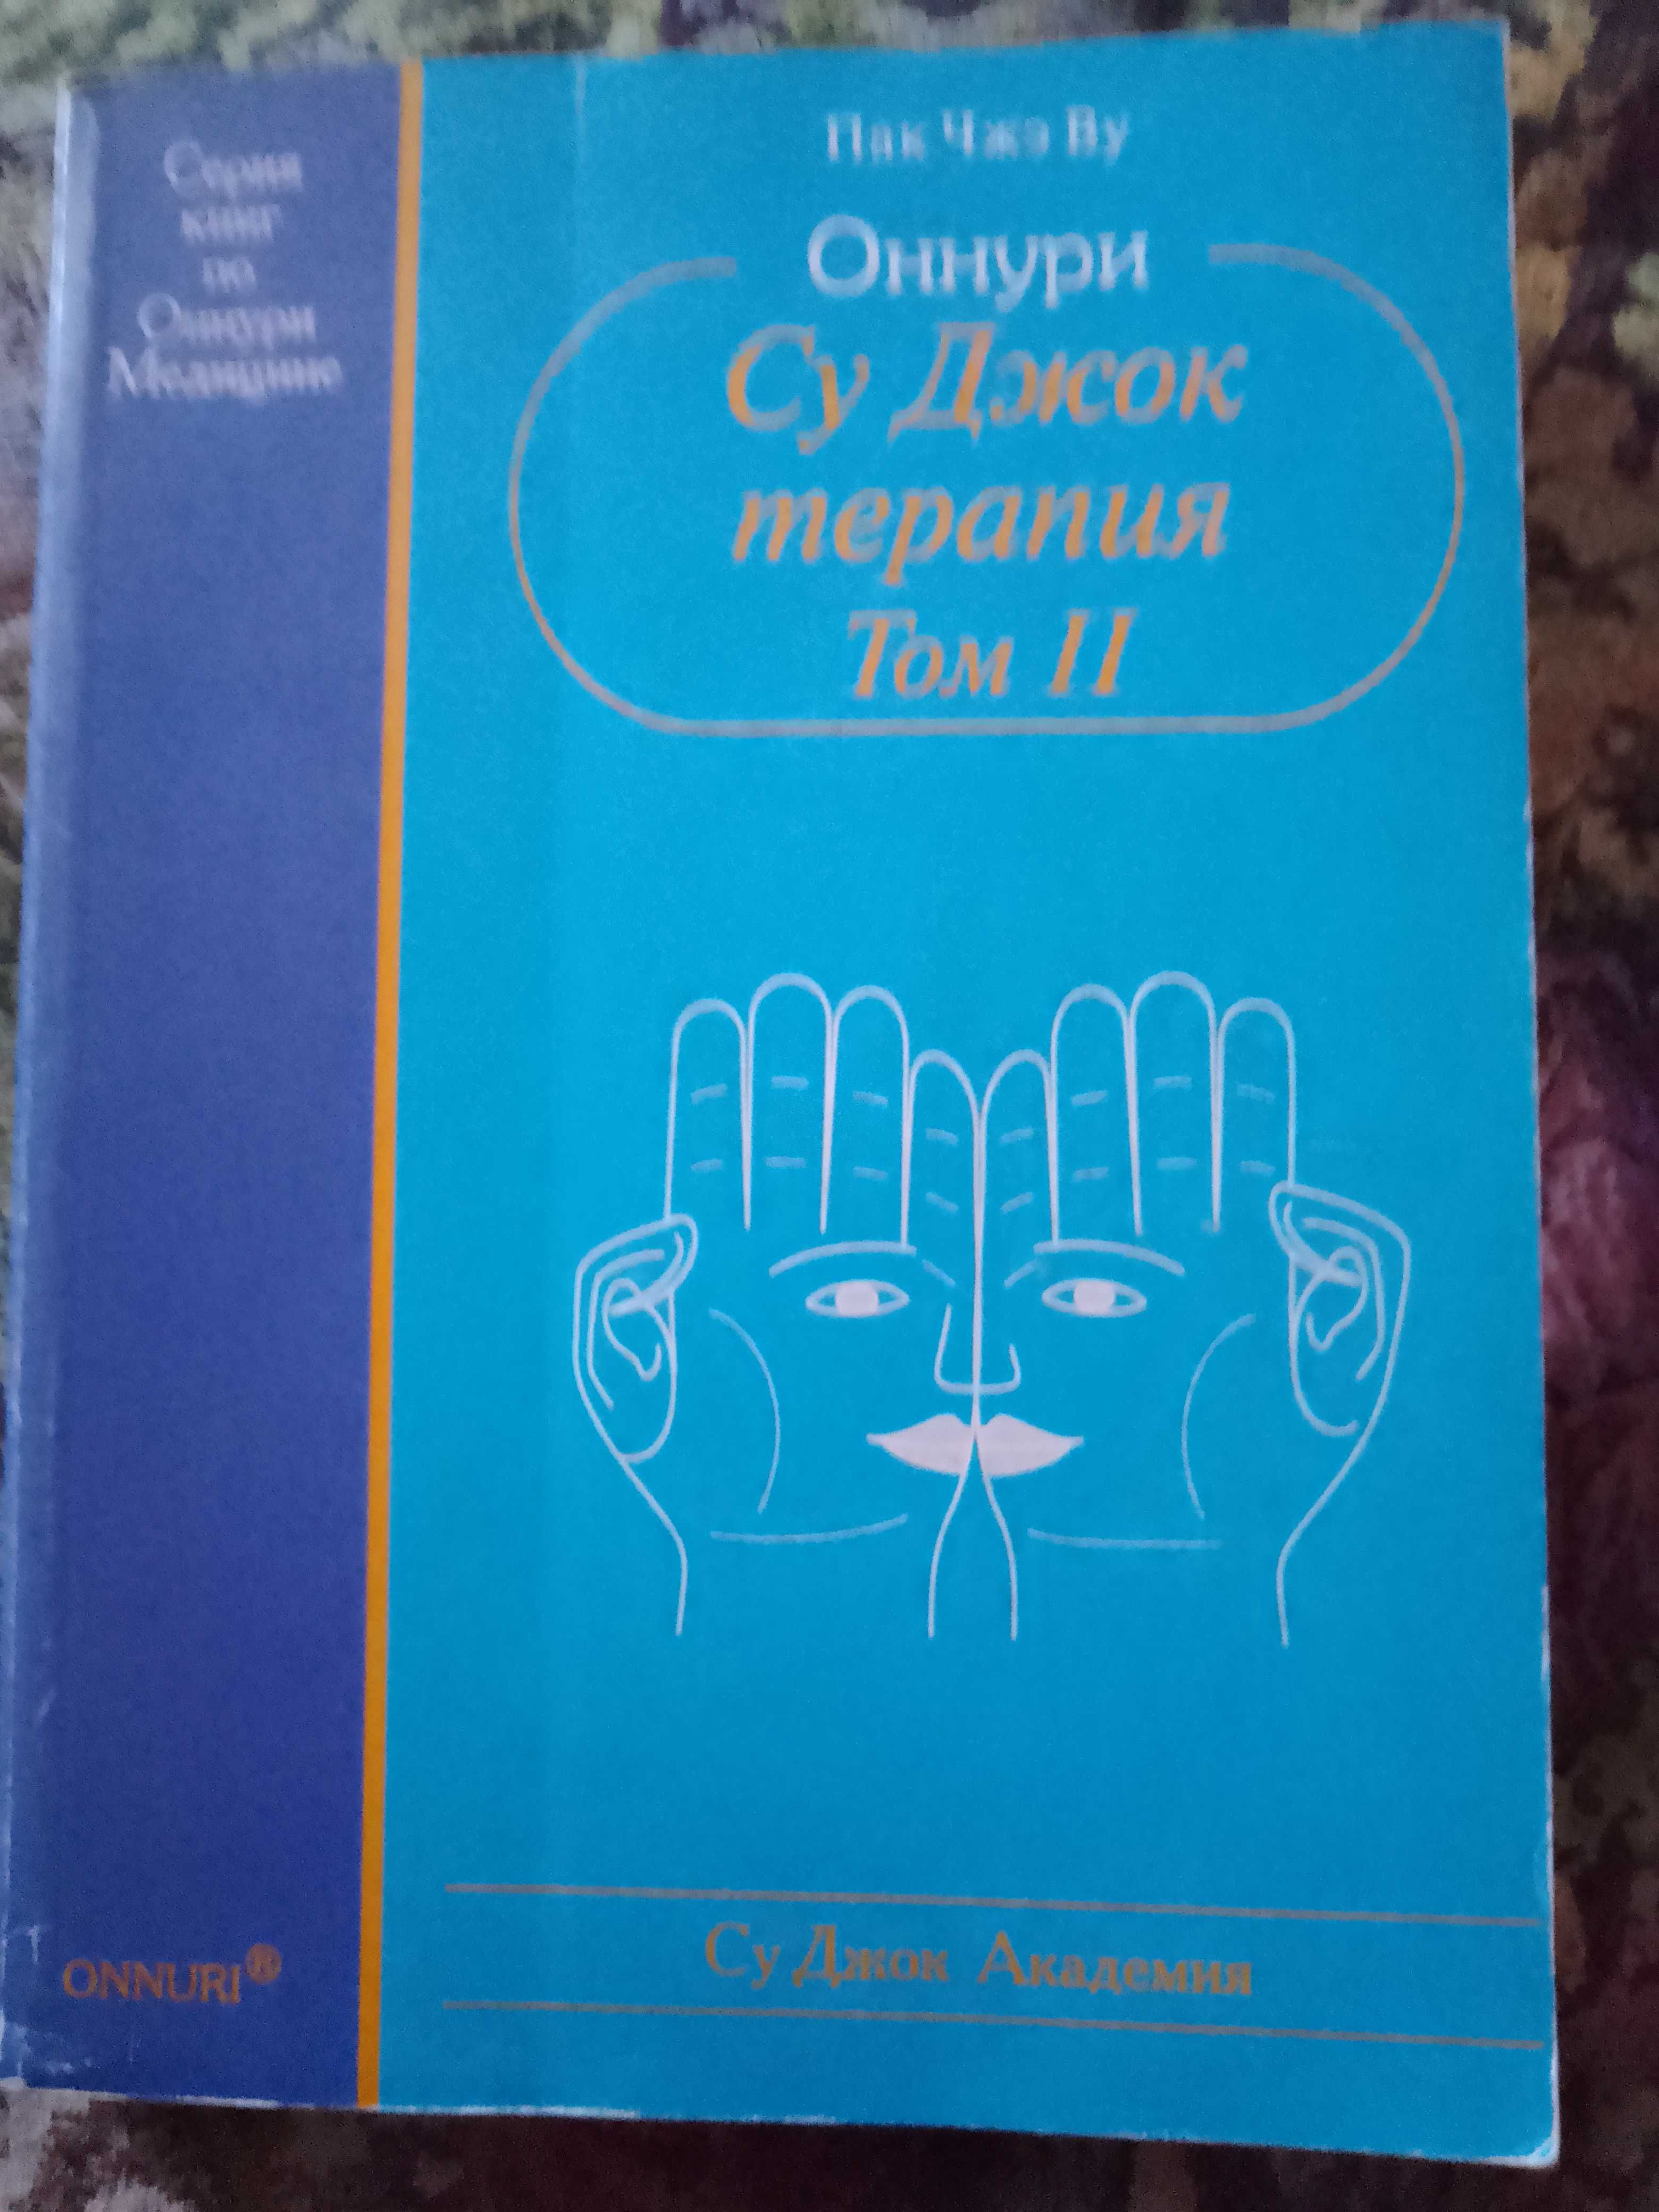 Серия
книг
по
Оннури
Медицине
Пак Чжэ Ву
Оннури
Су Джок
терапия
Том II
ONNURI®
Су Джок Академия